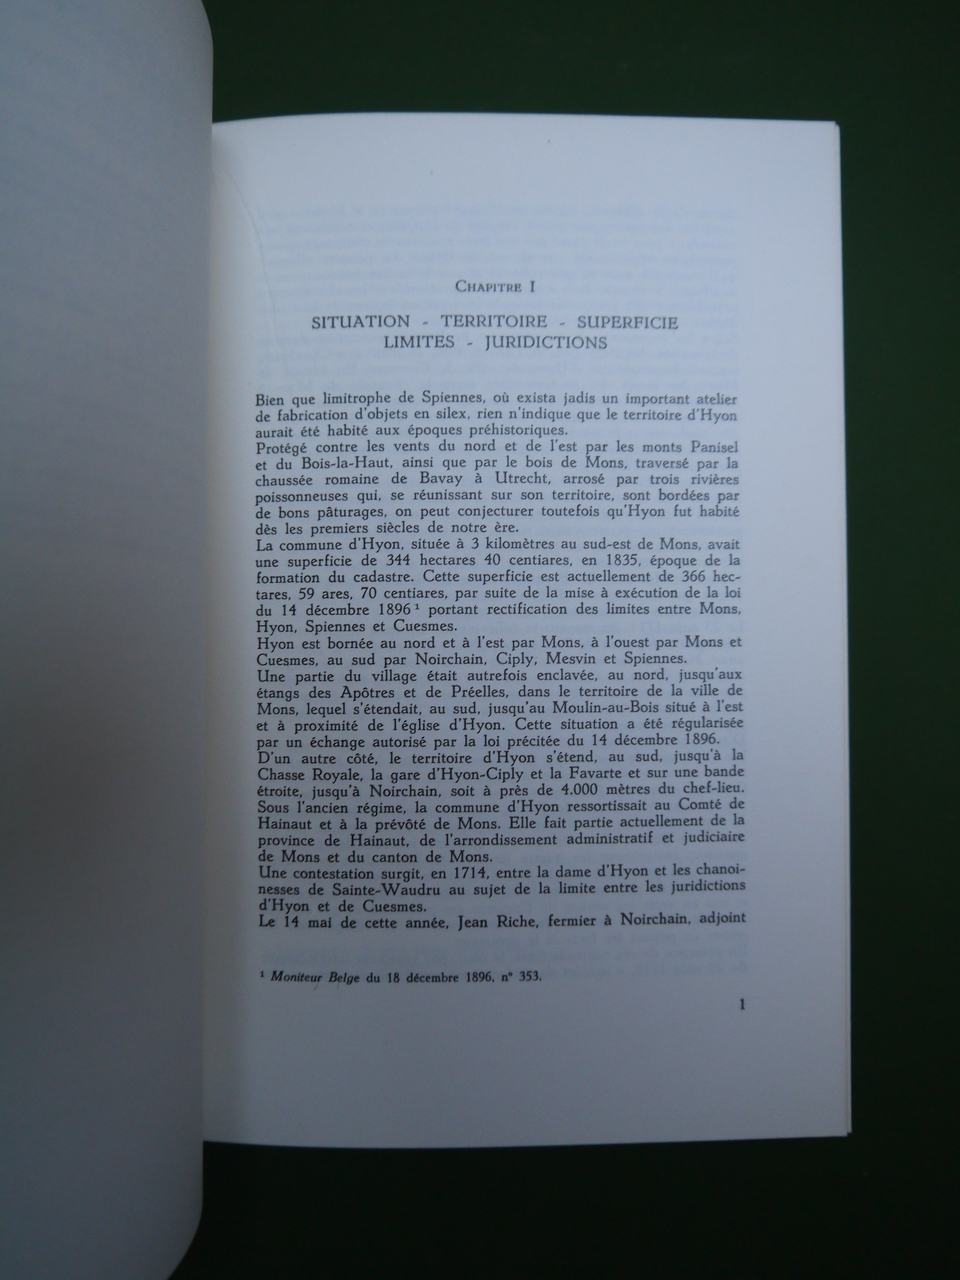 CHAPITRE I
SITUATION - TERRITOIRE - SUPERFICIE
LIMITES - JURIDICTIONS
Bien que limitrophe de Spiennes, où exista jadis un important atelier
de fabrication d'objets en silex, rien n'indique que le territoire d'Hyon
aurait été habité aux époques préhistoriques.
Protégé contre les vents du nord et de l'est par les monts Panisel
et du Bois-la-Haut, ainsi que par le bois de Mons, traversé par la
chaussée romaine de Bavay à Utrecht, arrosé par trois rivières
poissonneuses qui, se réunissant sur son territoire, sont bordées par
de bons pâturages, on peut conjecturer toutefois qu'Hyon fut habité
dès les premiers siècles de notre ère.
La commune d'Hyon, située à 3 kilomètres au sud-est de Mons, avait
une superficie de 344 hectares 40 centiares, en 1835, époque de la
formation du cadastre. Cette superficie est actuellement de 366 hec-
tares, 59 ares, 70 centiares, par suite de la mise à exécution de la loi
du 14 décembre 1896 ¹ portant rectification des limites entre Mons,
Hyon, Spiennes et Cuesmes.
Hyon est bornée au nord et à l'est par Mons, à l'ouest par Mons et
Cuesmes, au sud par Noirchain, Ciply, Mesvin et Spiennes.
Une partie du village était autrefois enclavée, au nord, jusqu'aux
étangs des Apôtres et de Préelles, dans le territoire de la ville de
Mons, lequel s'étendait, au sud, jusqu'au Moulin-au-Bois situé à l'est
et à proximité de l'église d'Hyon. Cette situation a été régularisée
par un échange autorisé par la loi précitée du 14 décembre 1896.
D'un autre côté, le territoire d'Hyon s'étend, au sud, jusqu'à la
Chasse Royale, la gare d'Hyon-Ciply et la Favarte et sur une bande
étroite, jusqu'à Noirchain, soit à près de 4.000 mètres du chef-lieu.
Sous l'ancien régime, la commune d'Hyon ressortissait au Comté de
Hainaut et à la prévôté de Mons. Elle fait partie actuellement de la
province de Hainaut, de l'arrondissement administratif et judiciaire
de Mons et du canton de Mons.
Une contestation surgit, en 1714, entre la dame d'Hyon et les chanoi-
nesses de Sainte-Waudru au sujet de la limite entre les juridictions
d'Hyon et de Cuesmes.
Le 14 mai de cette année, Jean Riche, fermier à Noirchain, adjoint
¹ Moniteur Belge du 18 décembre 1896, n° 353.
1